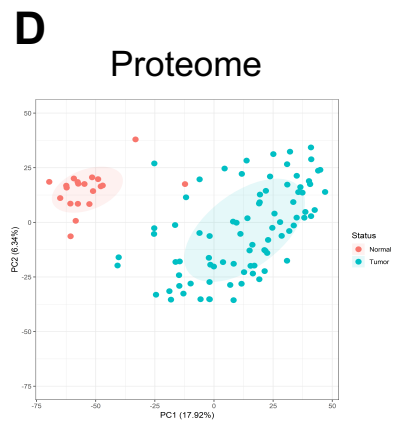 D
Proteome
50
25
0
-25
-50
-75
PC2 (6.34%)
-75
-50
-25
0
25
50
PC1 (17.92%)
Status
Normal
Tumor